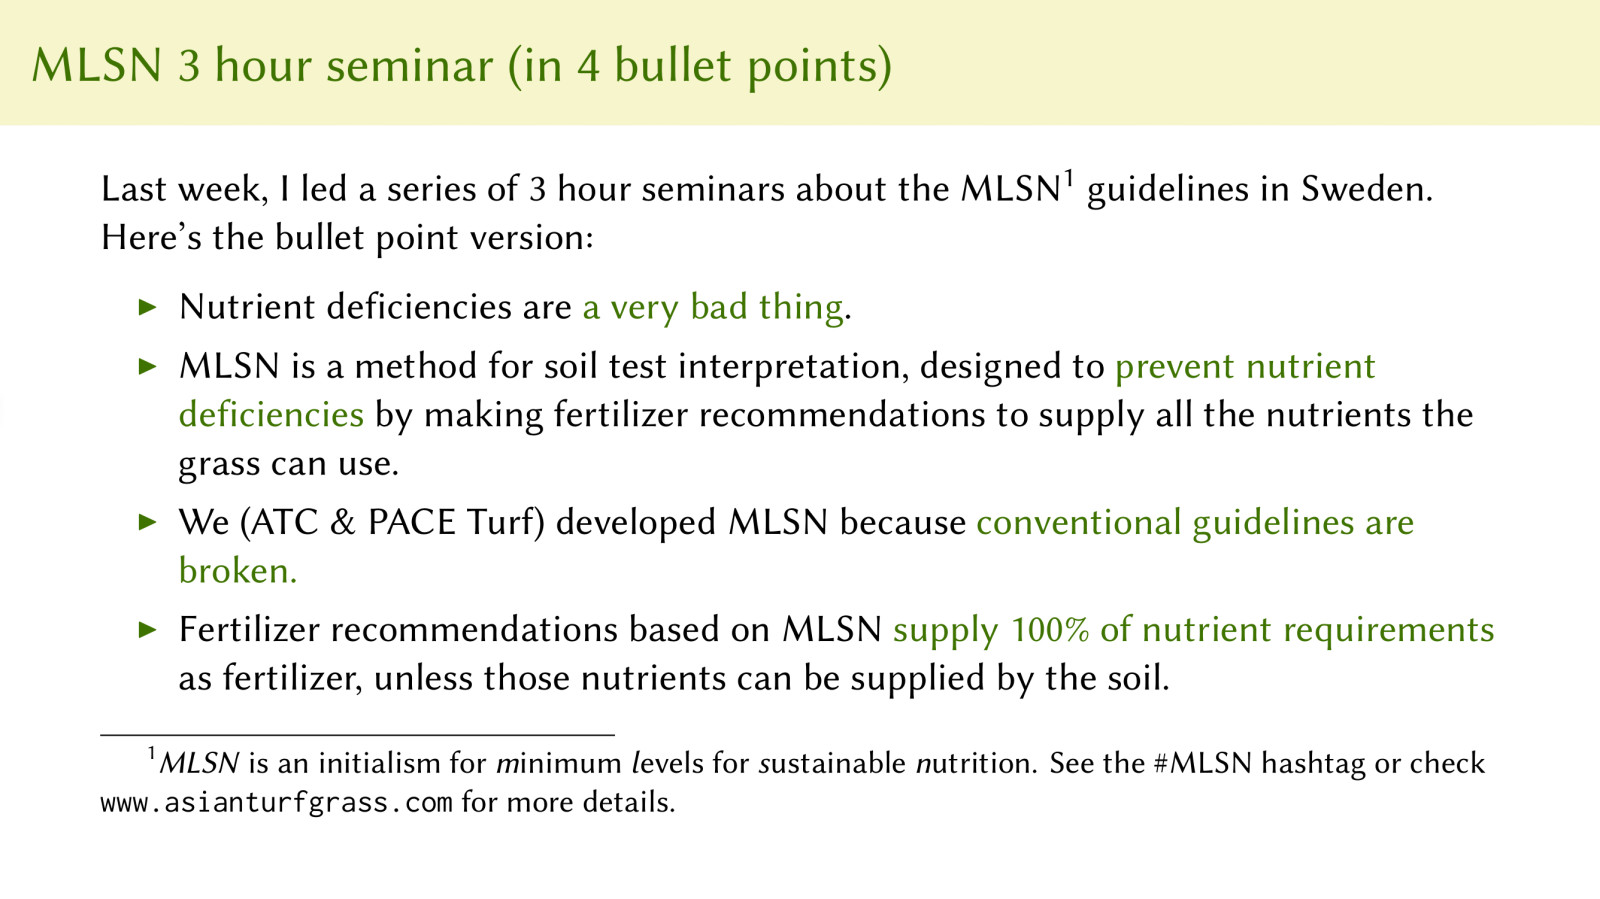 MLSN 3 hour seminar (in 4 bullet points)
Last week, I led a series of 3 hour seminars about the MLSN¹ guidelines in Sweden.
Here’s the bullet point version:
▶ Nutrient deficiencies are a very bad thing.
▶ MLSN is a method for soil test interpretation, designed to prevent nutrient
deficiencies by making fertilizer recommendations to supply all the nutrients the
grass can use.
▶ We (ATC & PACE Turf) developed MLSN because conventional guidelines are
broken.
▶ Fertilizer recommendations based on MLSN supply 100% of nutrient requirements
as fertilizer, unless those nutrients can be supplied by the soil.
¹MLSN is an initialism for minimum levels for sustainable nutrition. See the #MLSN hashtag or check
www.asianturfgrass.com for more details.